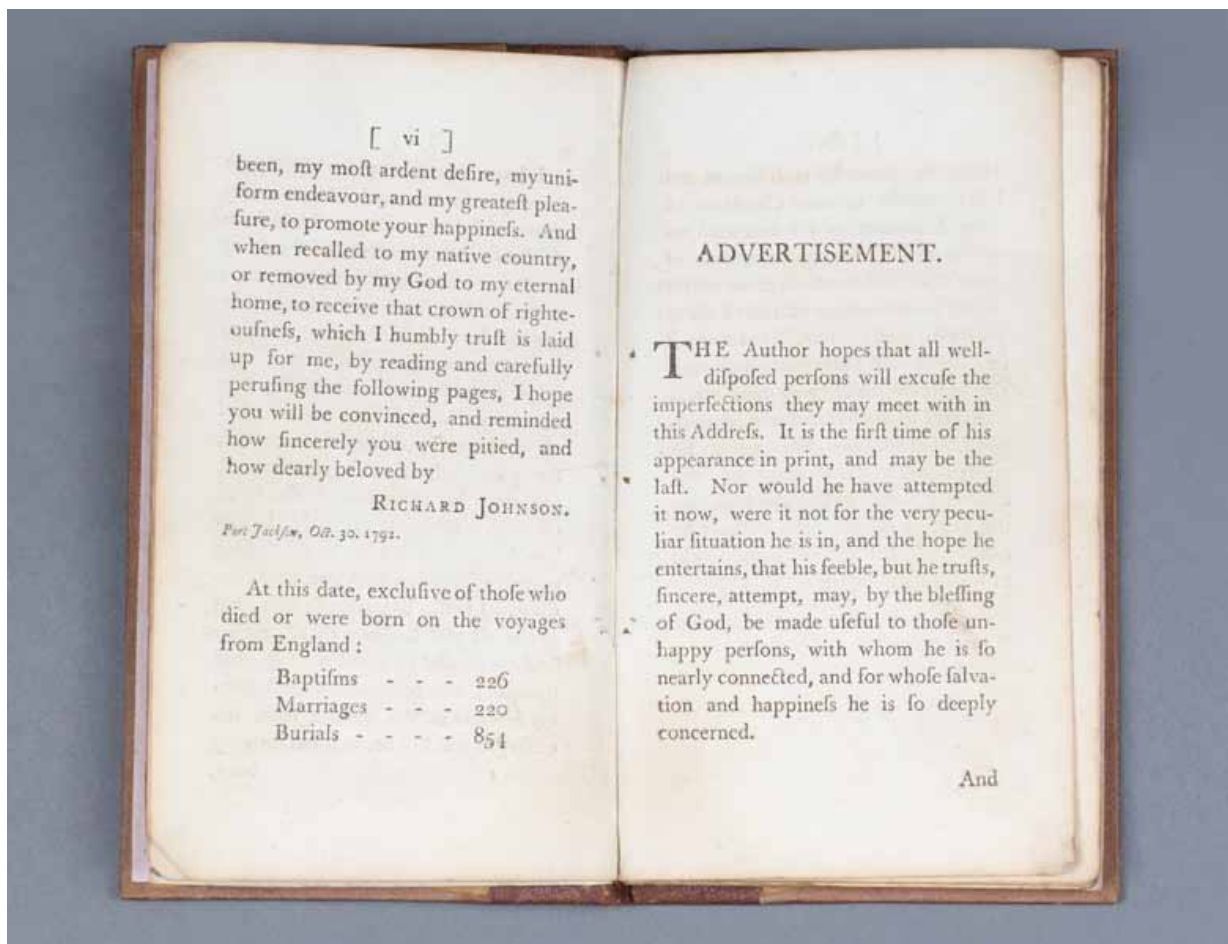 [ vi ]
been, my moſt ardent deſire, my uni-
form endeavour, and my greateſt plea-
ſure, to promote your happineſs. And
when recalled to my native country,
or removed by my God to my eternal
home, to receive that crown of righte-
ouſneſs, which I humbly truſt is laid
up for me, by reading and carefully
peruſing the following pages, I hope
you will be convinced, and reminded
how ſincerely you were pitied, and
how dearly beloved by
RICHARD JOHNSON.
Port Jackſon, Oct. 30. 1792.
At this date, excluſive of thoſe who
died or were born on the voyages
from England :
Baptiſms - - - 226
Marriages - - - 220
Burials - - - - 854
ADVERTISEMENT.
THE Author hopes that all well-
diſpoſed perſons will excuſe the
imperfections they may meet with in
this Addreſs. It is the firſt time of his
appearance in print, and may be the
laſt. Nor would he have attempted
it now, were it not for the very pecu-
liar ſituation he is in, and the hope he
entertains, that his feeble, but he truſts,
ſincere, attempt, may, by the bleſſing
of God, be made uſeful to thoſe un-
happy perſons, with whom he is ſo
nearly connected, and for whoſe ſalva-
tion and happineſs he is ſo deeply
concerned.
And